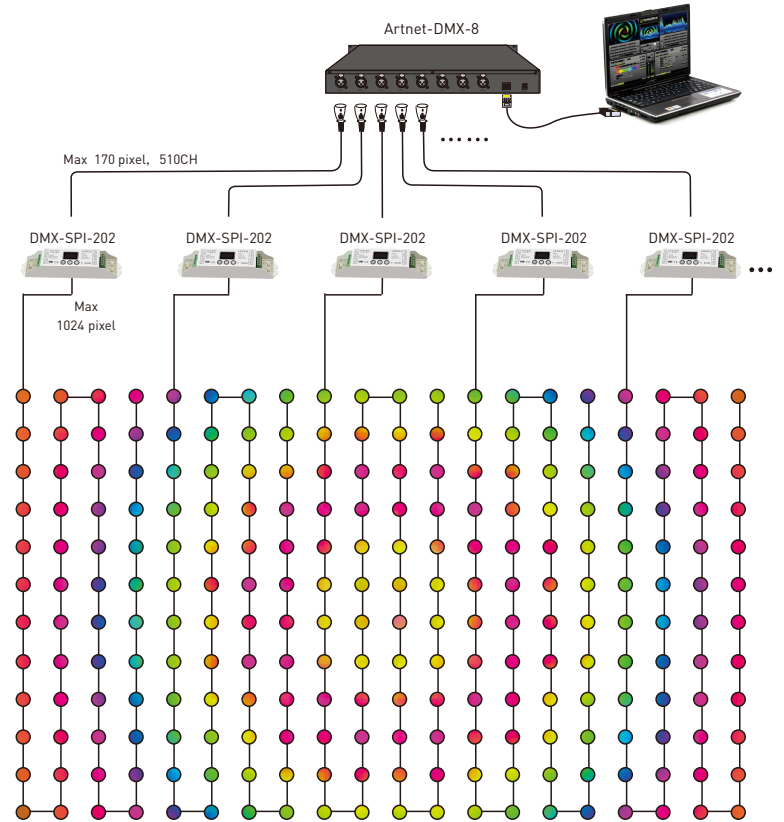 Artnet-DMX-8
Max 170 pixel, 510CH
DMX-SPI-202
DMX-SPI-202
DMX-SPI-202
DMX-SPI-202
DMX-SPI-202
Max
1024 pixel